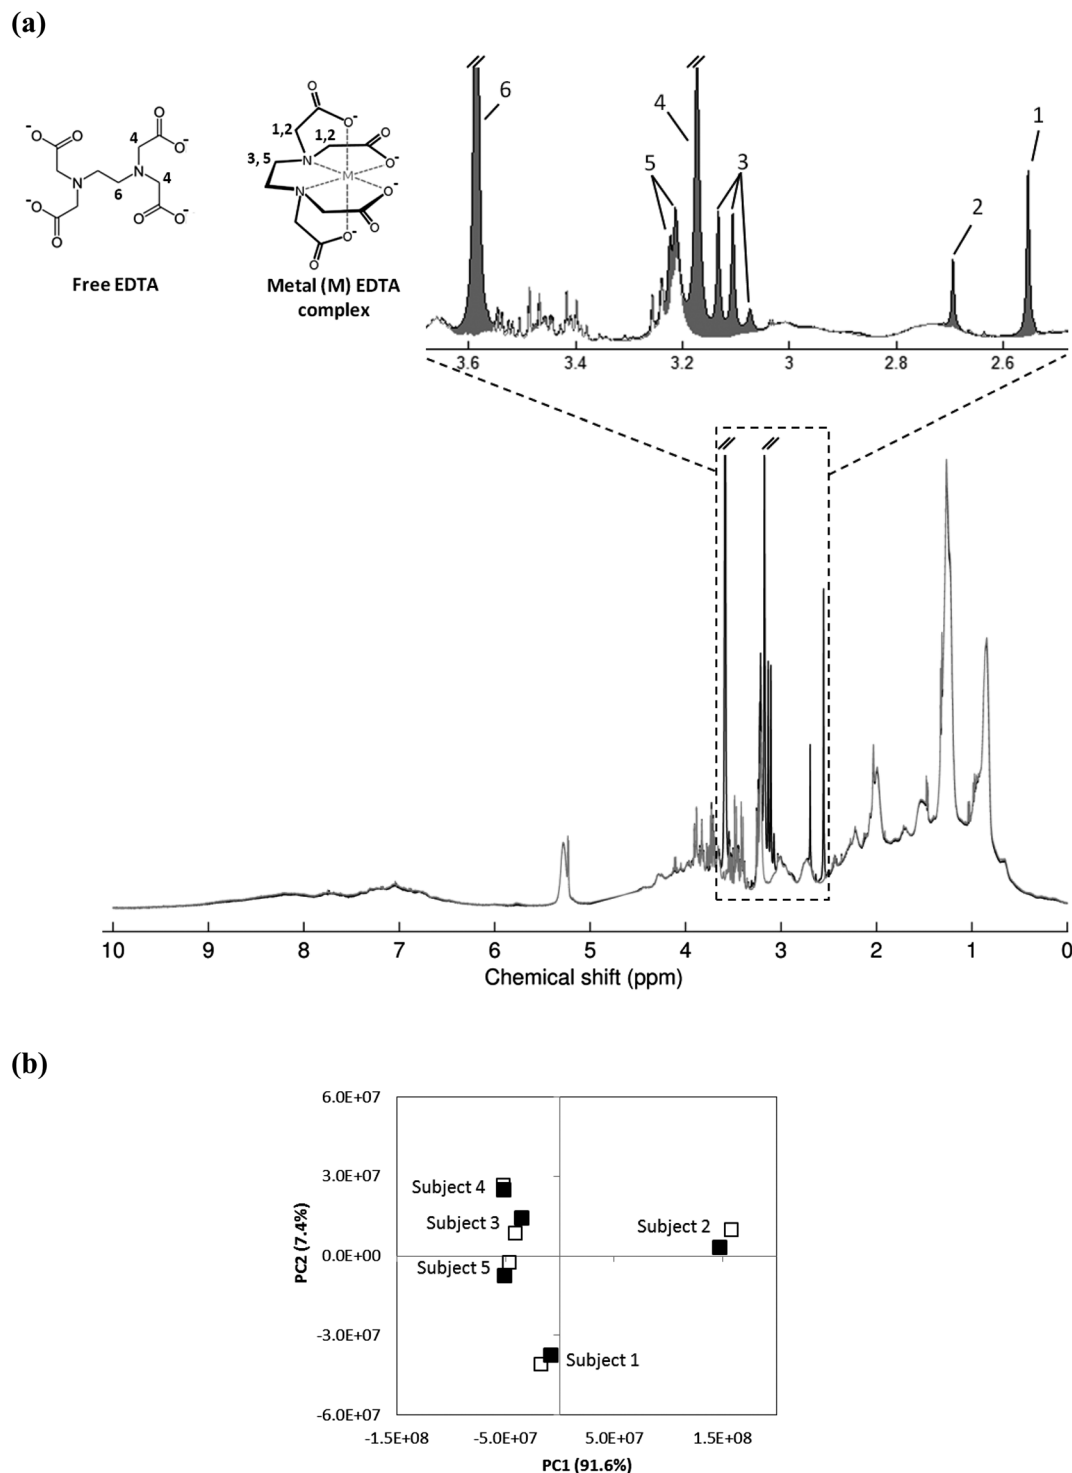 (a)
O O- O O- O O- O O- N N 4 4 6
Free EDTA
O O- O O- O O- O O- N N M 1,2 1,2 3, 5
Metal (M) EDTA
complex
6 5 4 3 2 1
3.6 3.4 3.2 3 2.8 2.6
10 9 8 7 6 5 4 3 2 1 0
Chemical shift (ppm)
(b)
6.0E+07
3.0E+07
0.0E+00
-3.0E+07
-6.0E+07
PC2 (7.4%)
Subject 4
Subject 3
Subject 2
Subject 5
Subject 1
-1.5E+08 -5.0E+07 5.0E+07 1.5E+08
PC1 (91.6%)